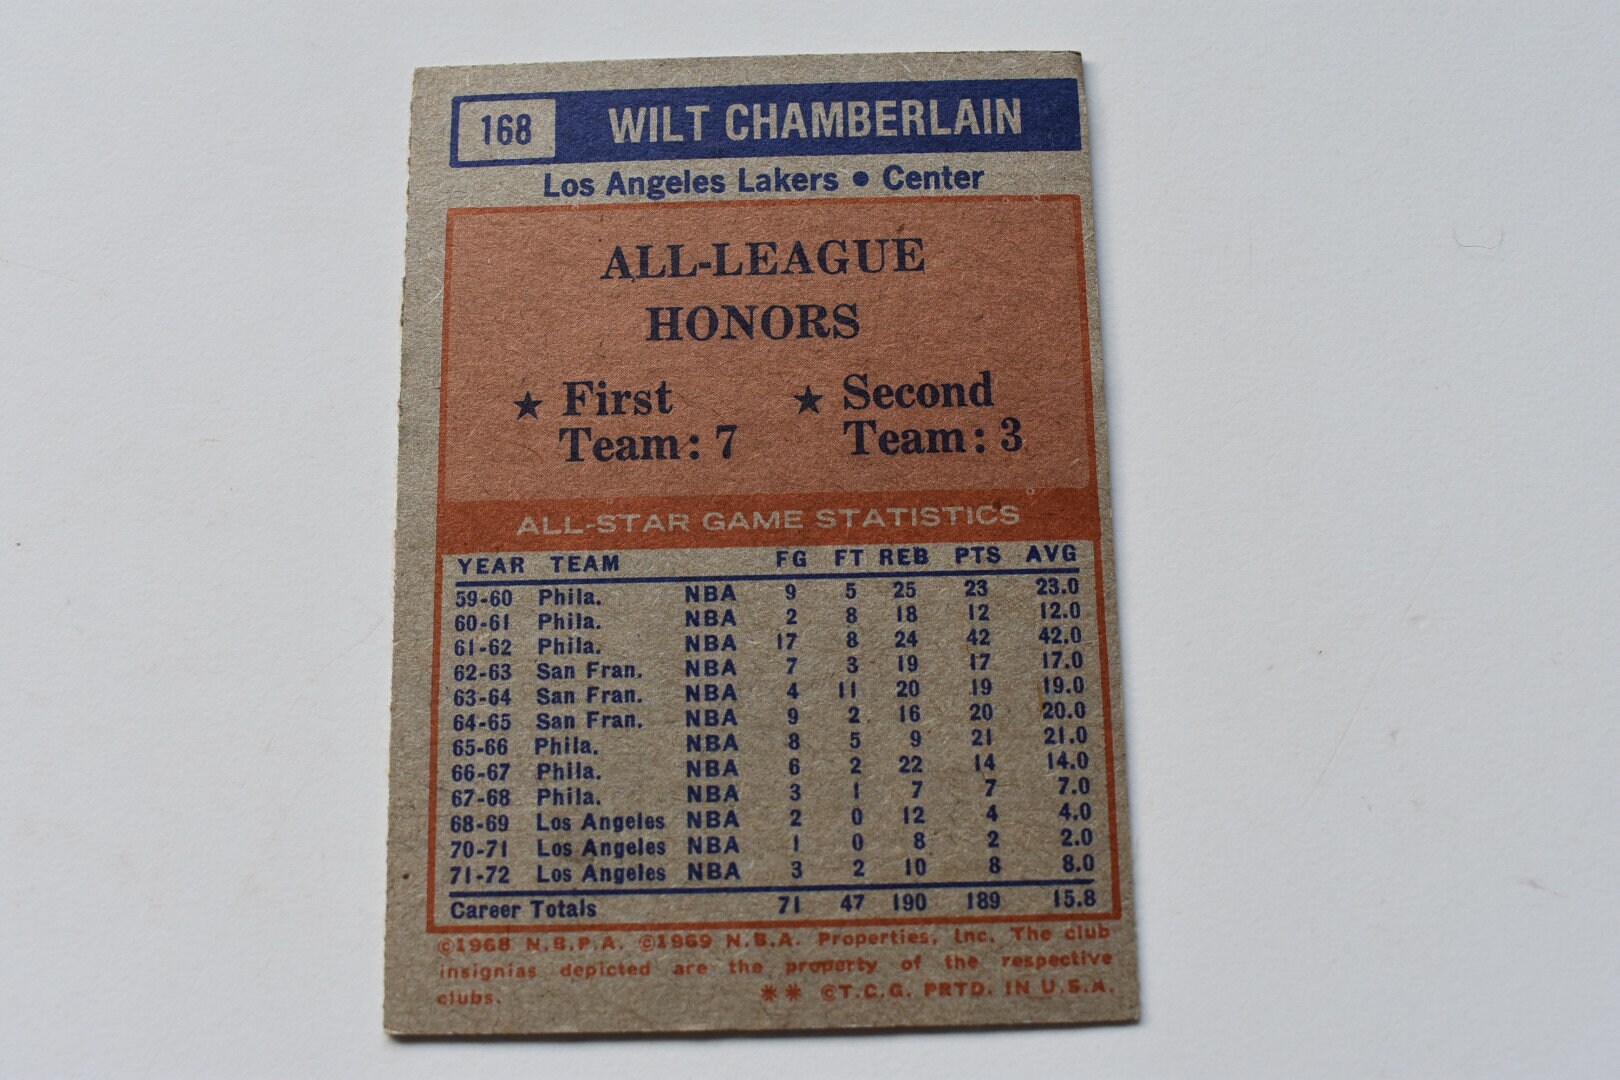 168 WILT CHAMBERLAIN
Los Angeles Lakers • Center
ALL-LEAGUE
HONORS
★ First Team: 7
★ Second Team: 3
ALL-STAR GAME STATISTICS
YEAR TEAM FG FT REB PTS AVG
59-60 Phila. NBA 9 5 25 23 23.0
60-61 Phila. NBA 2 8 18 12 12.0
61-62 Phila. NBA 17 8 24 42 42.0
62-63 San Fran. NBA 7 3 19 17 17.0
63-64 San Fran. NBA 4 11 20 19 19.0
64-65 San Fran. NBA 9 2 16 20 20.0
65-66 Phila. NBA 8 5 9 21 21.0
66-67 Phila. NBA 6 2 22 14 14.0
67-68 Phila. NBA 3 1 7 7 7.0
68-69 Los Angeles NBA 2 0 12 4 4.0
70-71 Los Angeles NBA 1 0 8 2 2.0
71-72 Los Angeles NBA 3 2 10 8 8.0
Career Totals 71 47 190 189 15.8
©1968 N.B.P.A. ©1969 N.B.A. Properties, Inc. The club
insignias depicted are the property of the respective
clubs. ** ©T.C.G. PRTD. IN U.S.A.